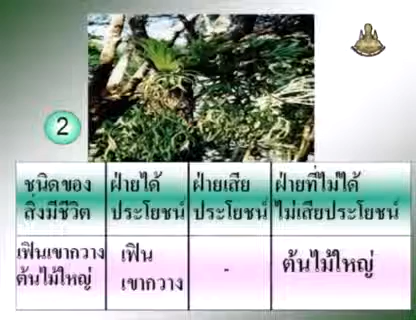 2
ชนิดของ
สิ่งมีชีวิต
ฝ่ายได้
ประโยชน์
ฝ่ายเสีย
ประโยชน์
ฝ่ายที่ไม่ได้
ไม่เสียประโยชน์
เฟินเขากวาง
ต้นไม้ใหญ่
เฟิน
เขากวาง
-
ต้นไม้ใหญ่